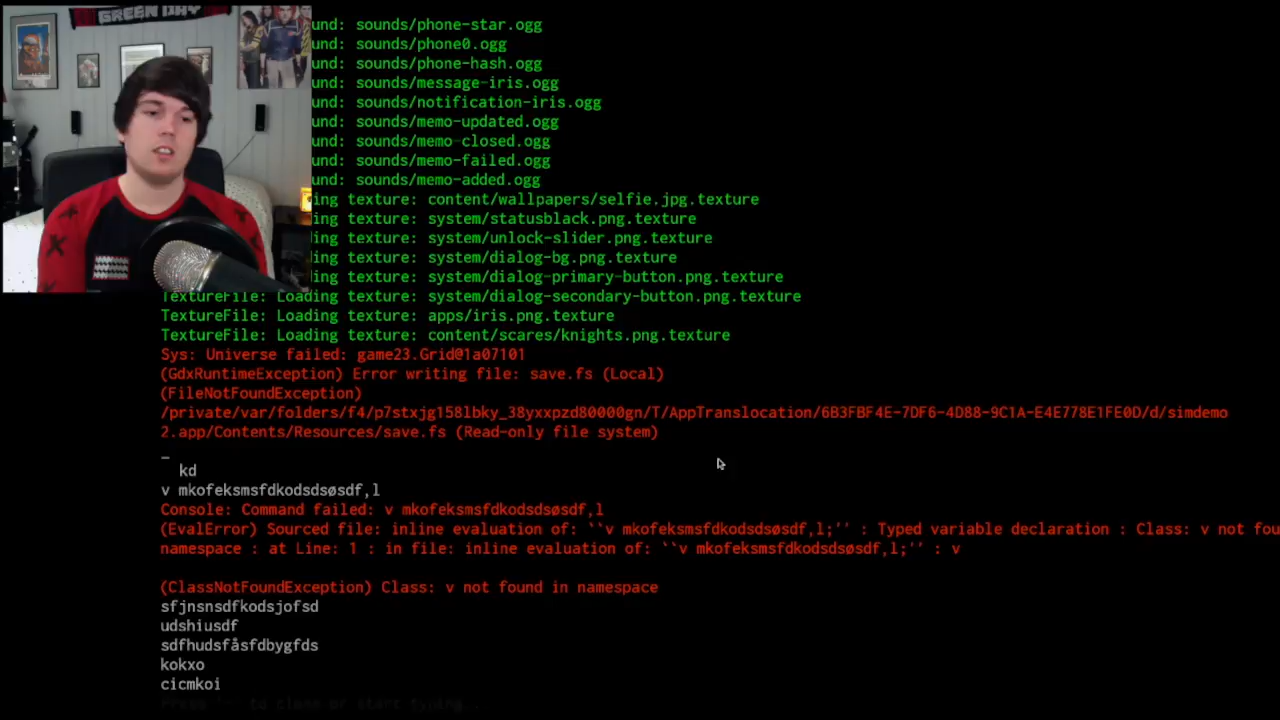 GREEN DAY
und: sounds/phone-star.ogg
und: sounds/phone0.ogg
und: sounds/phone-hash.ogg
und: sounds/message-iris.ogg
und: sounds/notification-iris.ogg
und: sounds/memo-updated.ogg
und: sounds/memo-closed.ogg
und: sounds/memo-failed.ogg
und: sounds/memo-added.ogg
ing texture: content/wallpapers/selfie.jpg.texture
ing texture: system/statusblack.png.texture
ing texture: system/unlock-slider.png.texture
ing texture: system/dialog-bg.png.texture
ing texture: system/dialog-primary-button.png.texture
TextureFile: Loading texture: system/dialog-secondary-button.png.texture
TextureFile: Loading texture: apps/iris.png.texture
TextureFile: Loading texture: content/scares/knights.png.texture
Sys: Universe failed: game23.Grid@1a07101
(GdxRuntimeException) Error writing file: save.fs (Local)
(FileNotFoundException)
/private/var/folders/f4/p7stxjg158lbky_38yxxpzd80000gn/T/AppTranslocation/6B3FBF4E-7DF6-4D88-9C1A-E4E778E1FE0D/d/simdemo
2.app/Contents/Resources/save.fs (Read-only file system)
_
kd
v mkofeksmsfdkodsdsøsdf,l
Console: Command failed: v mkofeksmsfdkodsdsøsdf,l
(EvalError) Sourced file: inline evaluation of: ``v mkofeksmsfdkodsdsøsdf,l;'' : Typed variable declaration : Class: v not fou
namespace : at Line: 1 : in file: inline evaluation of: ``v mkofeksmsfdkodsdsøsdf,l;'' : v
(ClassNotFoundException) Class: v not found in namespace
sfjnsnsdfkodsjofsd
udshiusdf
sdfhudsfåsfdbygfds
kokxo
cicmkoi
to close or start typing..